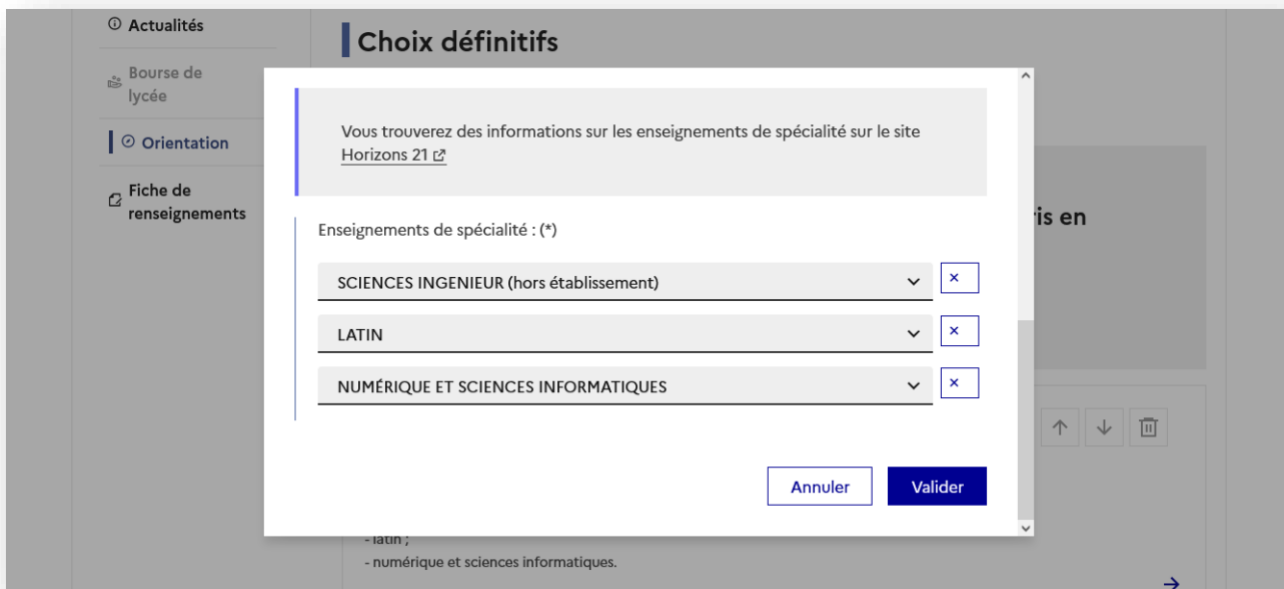 Actualités
Bourse de
lycée
Orientation
Fiche de
renseignements
Choix définitifs
Vous trouverez des informations sur les enseignements de spécialité sur le site
Horizons 21
is en
Enseignements de spécialité : (*)
SCIENCES INGENIEUR (hors établissement)
LATIN
NUMÉRIQUE ET SCIENCES INFORMATIQUES
Annuler
Valider
- latin ;
- numérique et sciences informatiques.